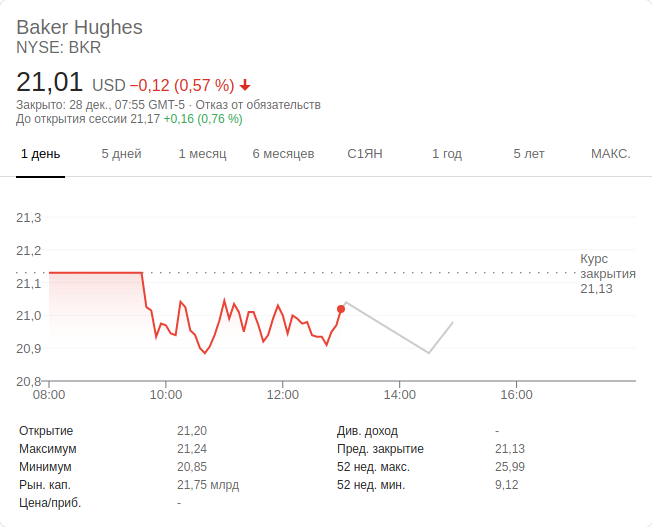 Baker Hughes
NYSE: BKR
21,01 USD −0,12 (0,57 %)
Закрыто: 28 дек., 07:55 GMT-5 · Отказ от обязательств
До открытия сессии 21,17 +0,16 (0,76 %)
1 день 5 дней 1 месяц 6 месяцев С1ЯН 1 год 5 лет МАКС.
21,3
21,2
21,1
21,0
20,9
20,8
Курс
закрытия
21,13
08:00 10:00 12:00 14:00 16:00
Открытие 21,20 Див. доход -
Максимум 21,24 Пред. закрытие 21,13
Минимум 20,85 52 нед. макс. 25,99
Рын. кап. 21,75 млрд 52 нед. мин. 9,12
Цена/приб. -